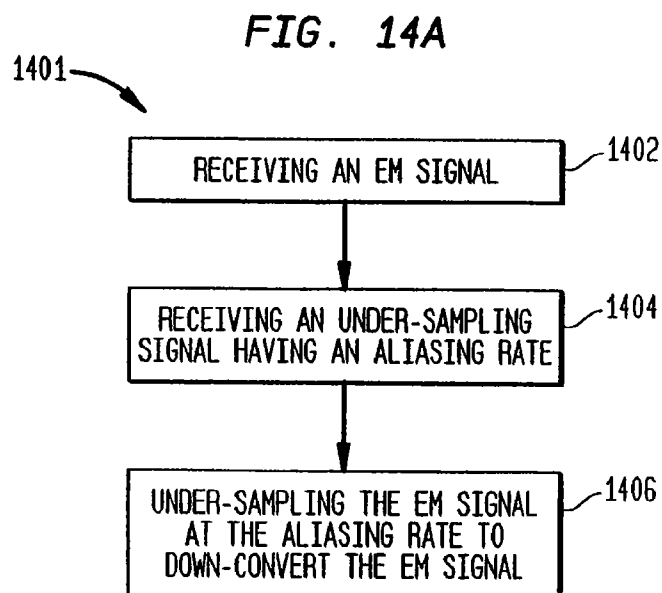 FIG. 14A
1401
RECEIVING AN EM SIGNAL
1402
RECEIVING AN UNDER-SAMPLING
SIGNAL HAVING AN ALIASING RATE
1404
UNDER-SAMPLING THE EM SIGNAL
AT THE ALIASING RATE TO
DOWN-CONVERT THE EM SIGNAL
1406